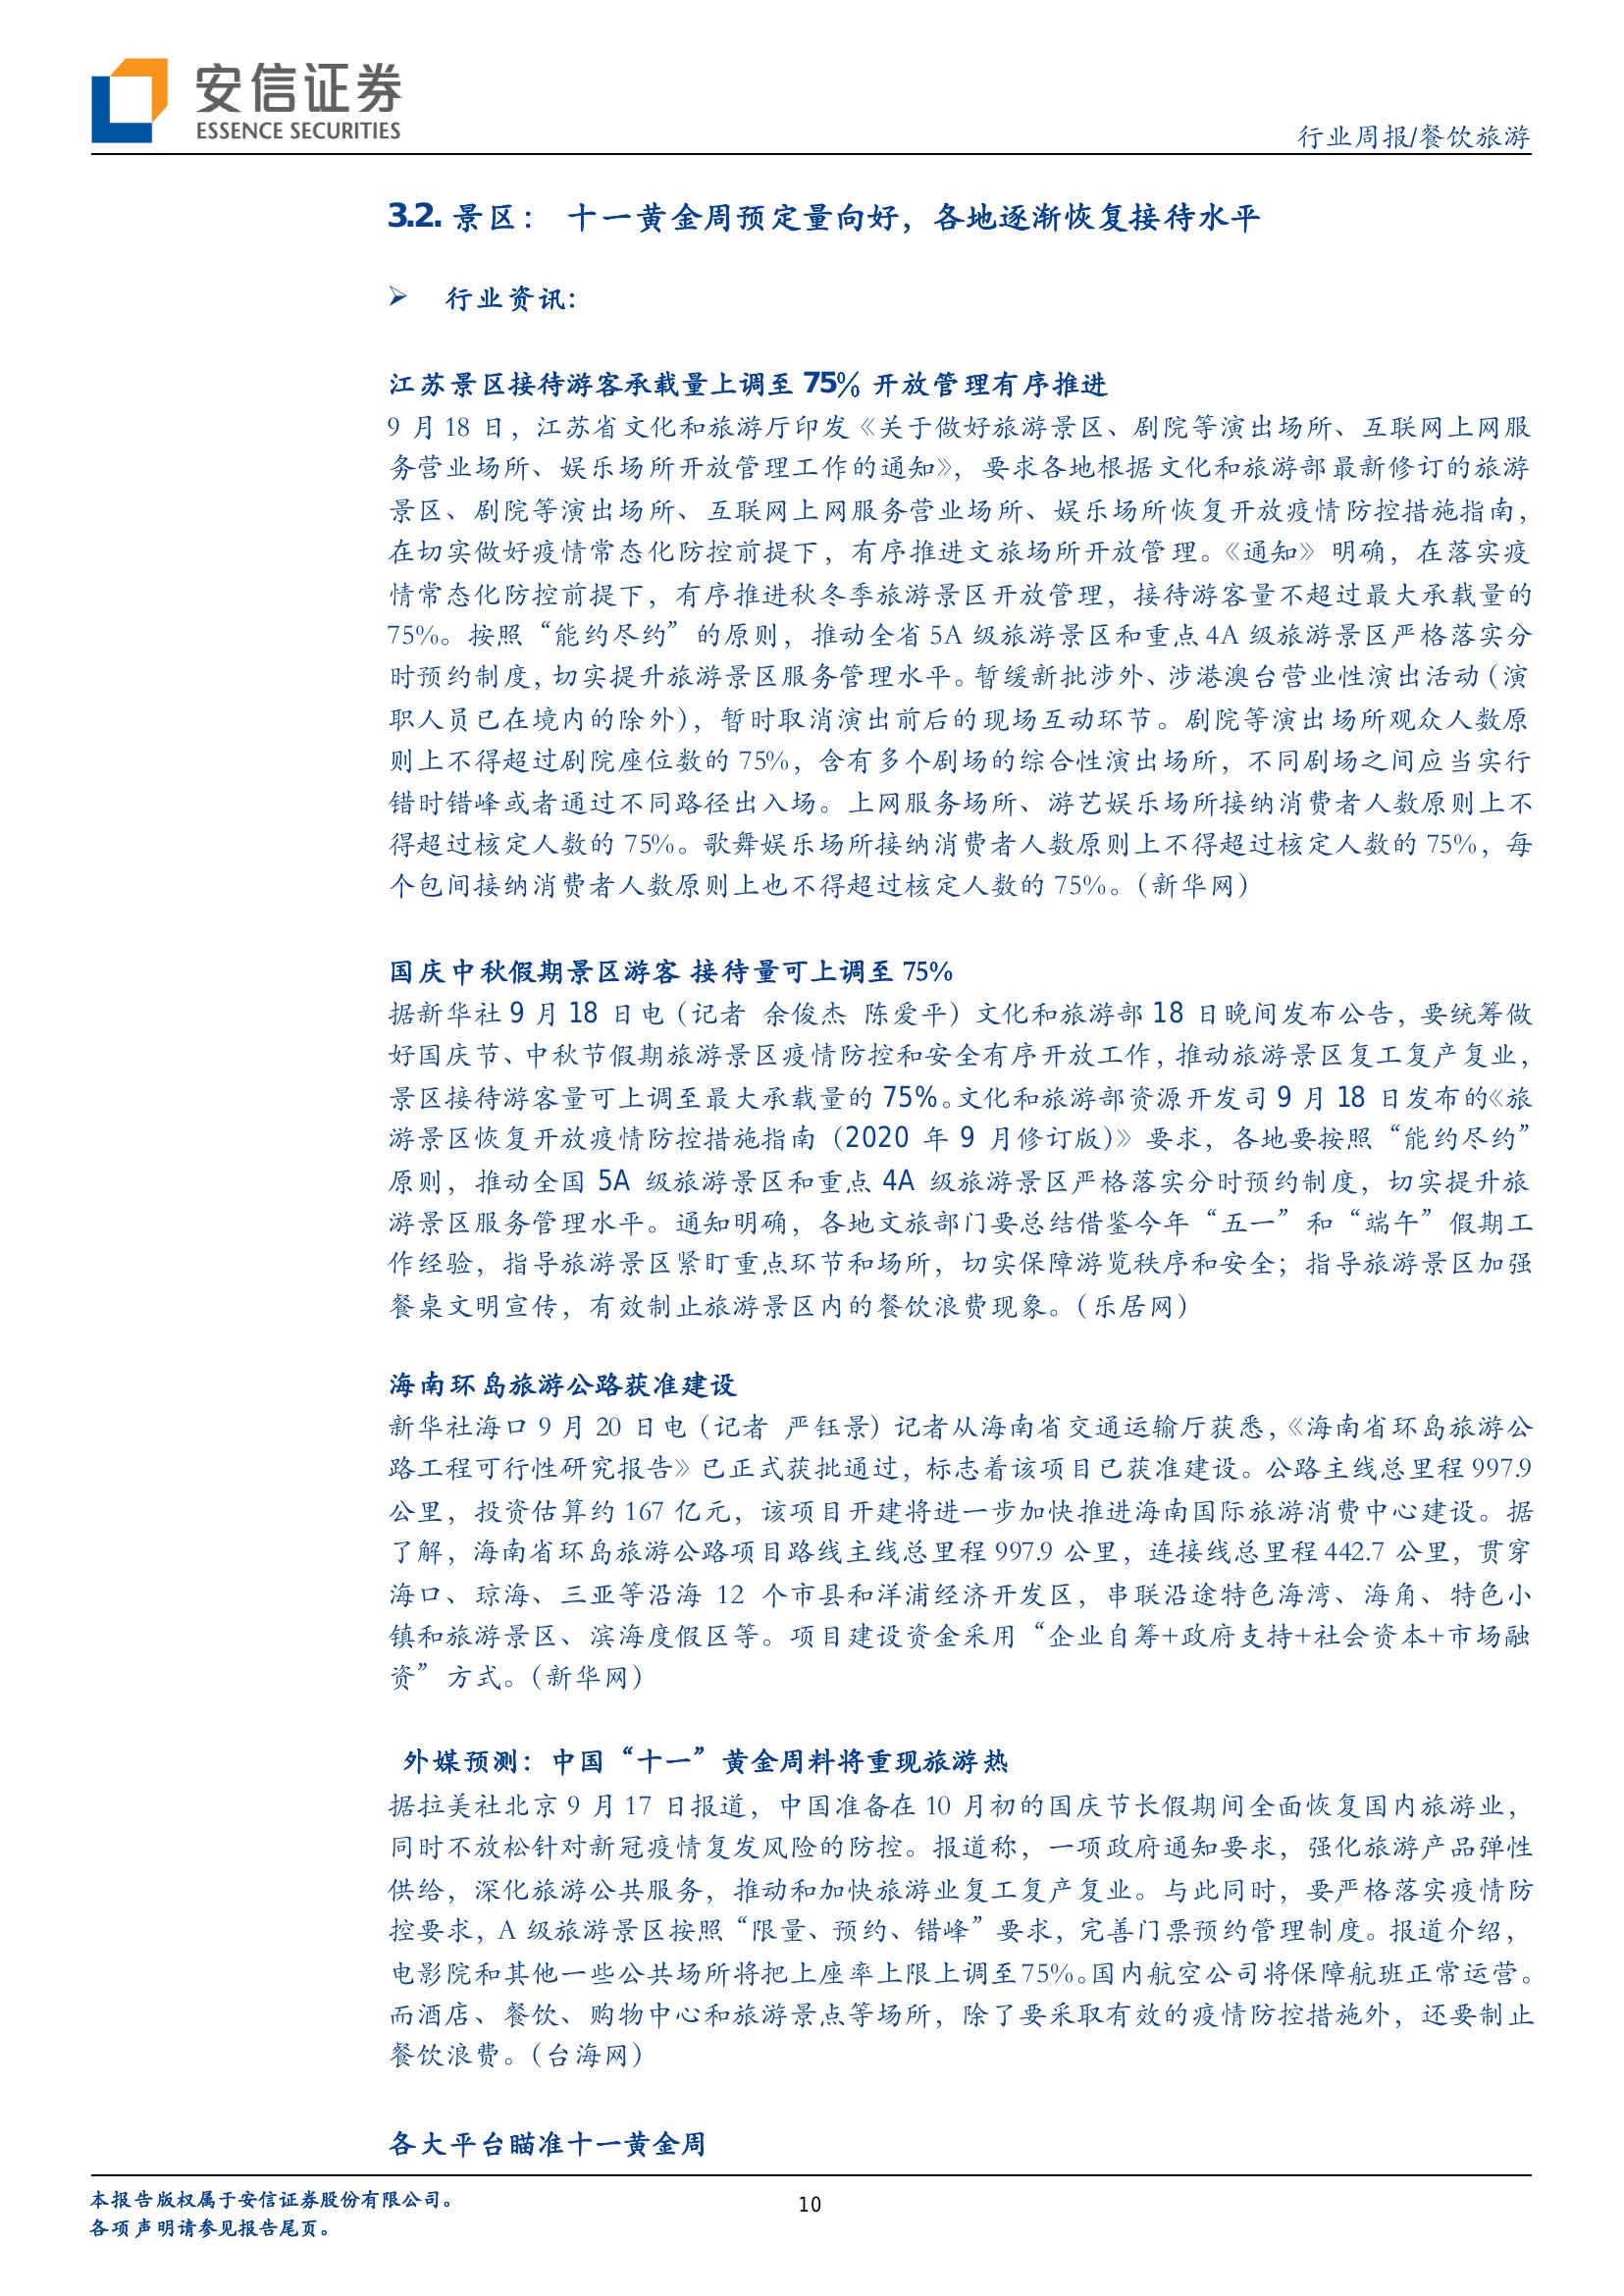 安信证券
ESSENCE SECURITIES
行业周报/餐饮旅游
3.2. 景区： 十一黄金周预定量向好，各地逐渐恢复接待水平
➢ 行业资讯：
江苏景区接待游客承载量上调至 75% 开放管理有序推进
9 月 18 日，江苏省文化和旅游厅印发《关于做好旅游景区、剧院等演出场所、互联网上网服
务营业场所、娱乐场所开放管理工作的通知》，要求各地根据文化和旅游部最新修订的旅游
景区、剧院等演出场所、互联网上网服务营业场所、娱乐场所恢复开放疫情防控措施指南，
在切实做好疫情常态化防控前提下，有序推进文旅场所开放管理。《通知》明确，在落实疫
情常态化防控前提下，有序推进秋冬季旅游景区开放管理，接待游客量不超过最大承载量的
75%。按照“能约尽约”的原则，推动全省 5A 级旅游景区和重点 4A 级旅游景区严格落实分
时预约制度，切实提升旅游景区服务管理水平。暂缓新批涉外、涉港澳台营业性演出活动（演
职人员已在境内的除外），暂时取消演出前后的现场互动环节。剧院等演出场所观众人数原
则上不得超过剧院座位数的 75%，含有多个剧场的综合性演出场所，不同剧场之间应当实行
错时错峰或者通过不同路径出入场。上网服务场所、游艺娱乐场所接纳消费者人数原则上不
得超过核定人数的 75%。歌舞娱乐场所接纳消费者人数原则上不得超过核定人数的 75%，每
个包间接纳消费者人数原则上也不得超过核定人数的 75%。（新华网）
国庆中秋假期景区游客 接待量可上调至 75%
据新华社 9 月 18 日电（记者 余俊杰 陈爱平）文化和旅游部 18 日晚间发布公告，要统筹做
好国庆节、中秋节假期旅游景区疫情防控和安全有序开放工作，推动旅游景区复工复产复业，
景区接待游客量可上调至最大承载量的 75%。文化和旅游部资源开发司 9 月 18 日发布的《旅
游景区恢复开放疫情防控措施指南（2020 年 9 月修订版）》要求，各地要按照“能约尽约”
原则，推动全国 5A 级旅游景区和重点 4A 级旅游景区严格落实分时预约制度，切实提升旅
游景区服务管理水平。通知明确，各地文旅部门要总结借鉴今年“五一”和“端午”假期工
作经验，指导旅游景区紧盯重点环节和场所，切实保障游览秩序和安全；指导旅游景区加强
餐桌文明宣传，有效制止旅游景区内的餐饮浪费现象。（乐居网）
海南环岛旅游公路获准建设
新华社海口 9 月 20 日电（记者 严钰景）记者从海南省交通运输厅获悉，《海南省环岛旅游公
路工程可行性研究报告》已正式获批通过，标志着该项目已获准建设。公路主线总里程 997.9
公里，投资估算约 167 亿元，该项目开建将进一步加快推进海南国际旅游消费中心建设。据
了解，海南省环岛旅游公路项目路线主线总里程 997.9 公里，连接线总里程 442.7 公里，贯穿
海口、琼海、三亚等沿海 12 个市县和洋浦经济开发区，串联沿途特色海湾、海角、特色小
镇和旅游景区、滨海度假区等。项目建设资金采用“企业自筹+政府支持+社会资本+市场融
资”方式。（新华网）
外媒预测：中国“十一”黄金周料将重现旅游热
据拉美社北京 9 月 17 日报道，中国准备在 10 月初的国庆节长假期间全面恢复国内旅游业，
同时不放松针对新冠疫情复发风险的防控。报道称，一项政府通知要求，强化旅游产品弹性
供给，深化旅游公共服务，推动和加快旅游业复工复产复业。与此同时，要严格落实疫情防
控要求，A 级旅游景区按照“限量、预约、错峰”要求，完善门票预约管理制度。报道介绍，
电影院和其他一些公共场所将把上座率上限上调至 75%。国内航空公司将保障航班正常运营。
而酒店、餐饮、购物中心和旅游景点等场所，除了要采取有效的疫情防控措施外，还要制止
餐饮浪费。（台海网）
各大平台瞄准十一黄金周
本报告版权属于安信证券股份有限公司。
各项声明请参见报告尾页。
10